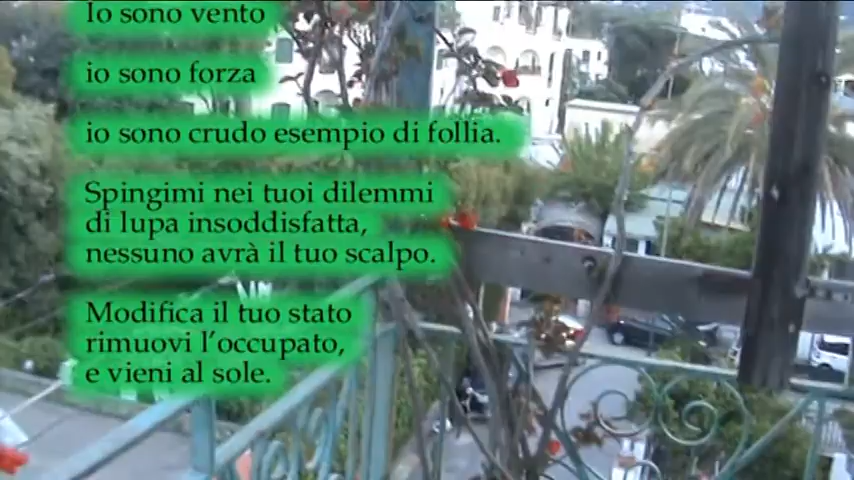 Io sono vento
io sono forza
io sono crudo esempio di follia.
Spingimi nei tuoi dilemmi
di lupa insoddisfatta,
nessuno avrà il tuo scalpo.
Modifica il tuo stato
rimuovi l'occupato,
e vieni al sole.